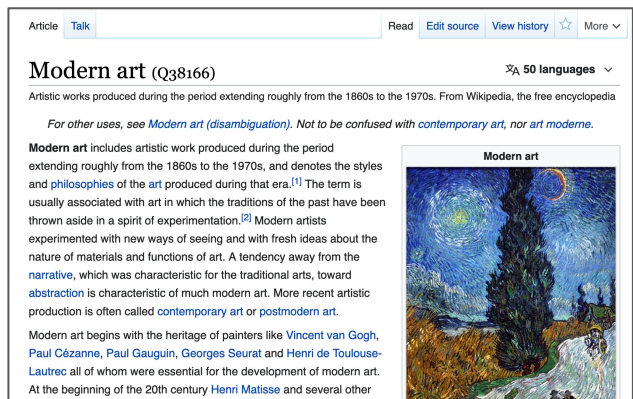 Article Talk Read Edit source View history More
Modern art (Q38166) 50 languages
Artistic works produced during the period extending roughly from the 1860s to the 1970s. From Wikipedia, the free encyclopedia
For other uses, see Modern art (disambiguation). Not to be confused with contemporary art, nor art moderne.
Modern art includes artistic work produced during the period
extending roughly from the 1860s to the 1970s, and denotes the styles
and philosophies of the art produced during that era.[1] The term is
usually associated with art in which the traditions of the past have been
thrown aside in a spirit of experimentation.[2] Modern artists
experimented with new ways of seeing and with fresh ideas about the
nature of materials and functions of art. A tendency away from the
narrative, which was characteristic for the traditional arts, toward
abstraction is characteristic of much modern art. More recent artistic
production is often called contemporary art or postmodern art.
Modern art begins with the heritage of painters like Vincent van Gogh,
Paul Cézanne, Paul Gauguin, Georges Seurat and Henri de Toulouse-
Lautrec all of whom were essential for the development of modern art.
At the beginning of the 20th century Henri Matisse and several other
Modern art